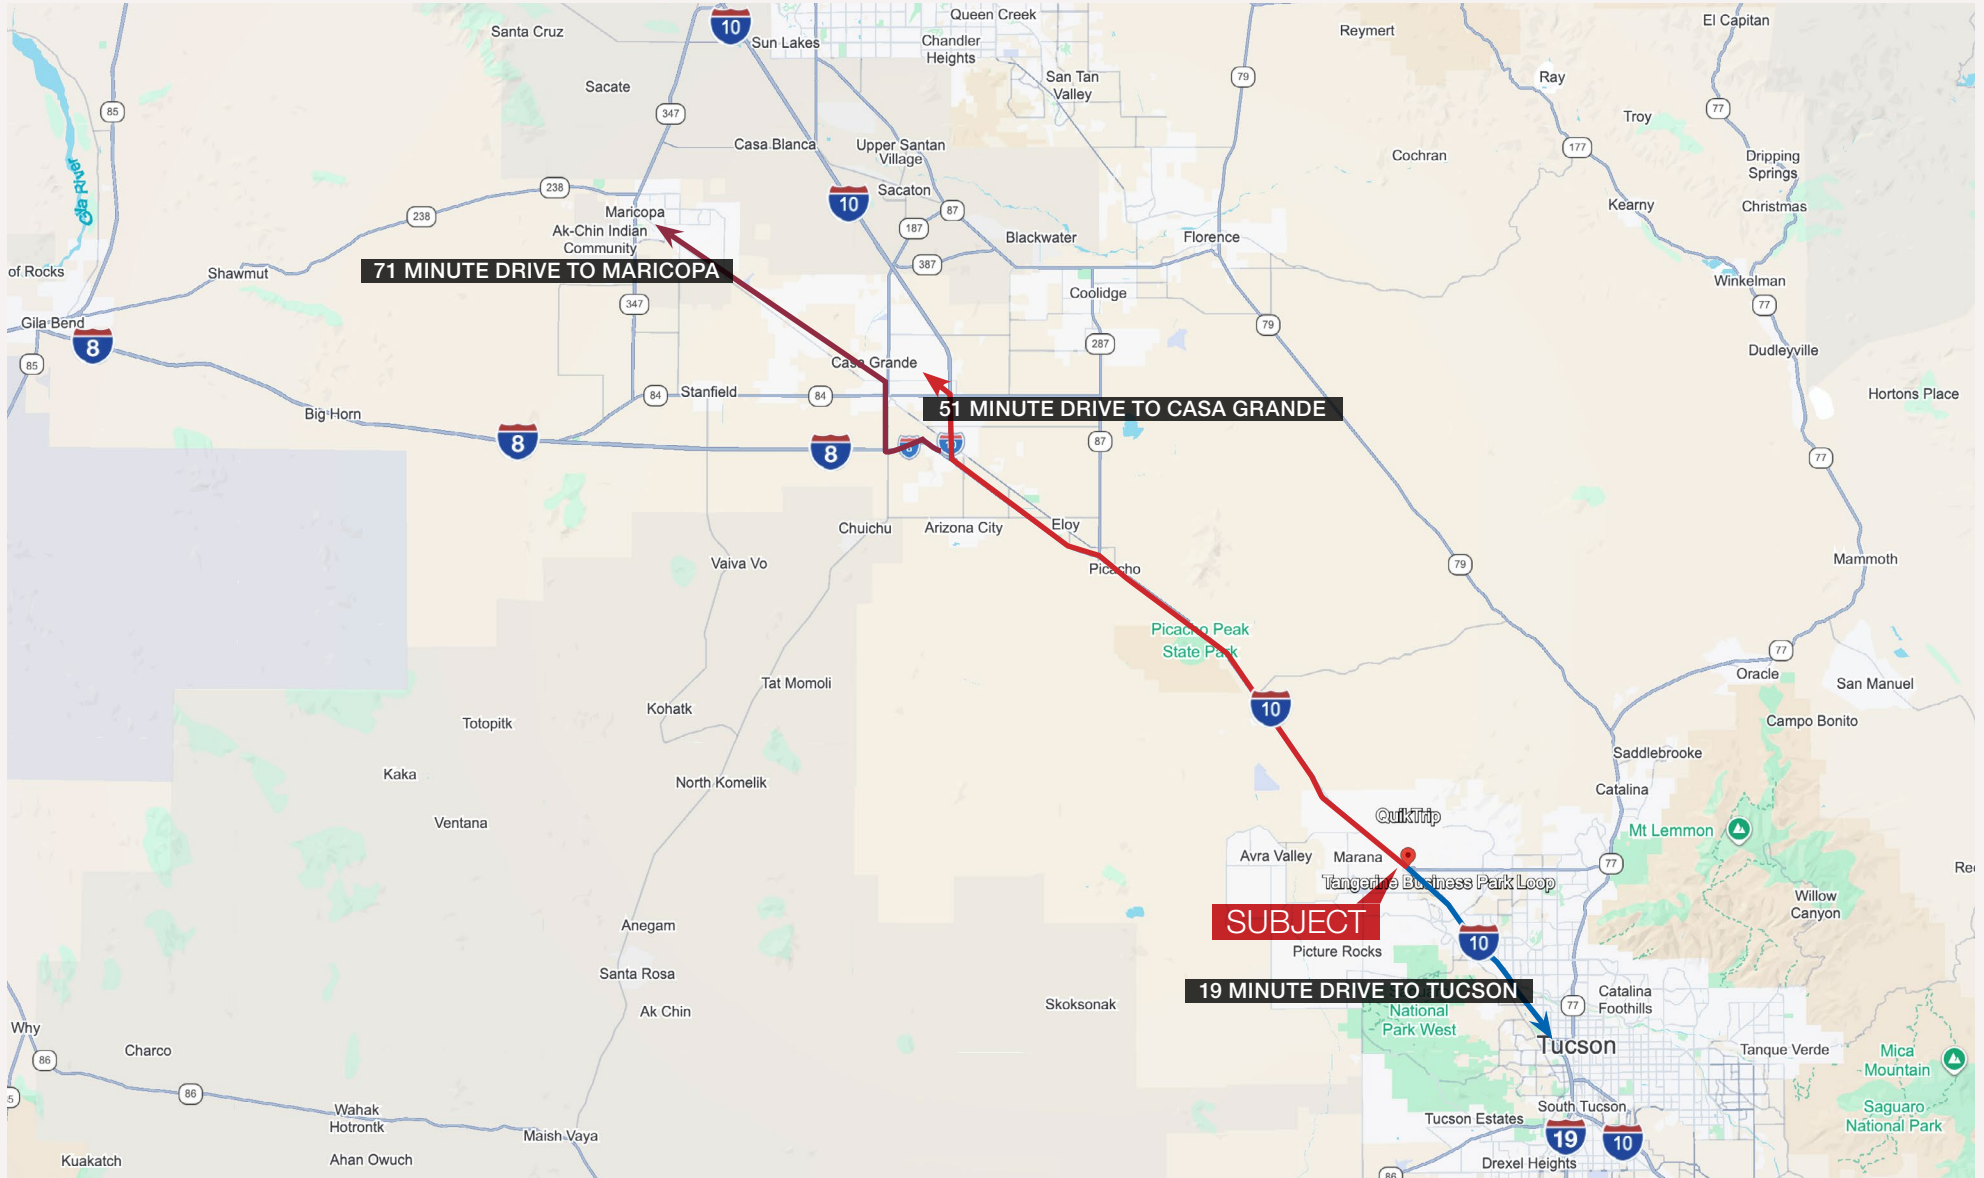 Santa Cruz
10
Sun Lakes
Queen Creek
Chandler
Heights
Reymert
El Capitan
Sacate
San Tan
Valley
79
Ray
85
347
77
Troy
Casa Blanca
Upper Santan
Village
Cochran
177
Dripping
Springs
Gila River
238
Sacaton
10
87
Kearny
Christmas
238
Maricopa
187
Ak-Chin Indian
Community
Blackwater
Florence
387
of Rocks
Shawmut
71 MINUTE DRIVE TO MARICOPA
Winkelman
Coolidge
347
77
Gila Bend
8
79
287
85
Casa Grande
Dudleyville
84
Stanfield
84
Hortons Place
Big Horn
51 MINUTE DRIVE TO CASA GRANDE
8
8
87
77
Chuichu
Arizona City
Eloy
Vaiva Vo
Picacho
79
Mammoth
Picacho Peak
State Park
77
Oracle
San Manuel
Tat Momoli
Kohatk
10
Totopitk
Campo Bonito
Saddlebrooke
Kaka
North Komelik
Catalina
Ventana
QuikTrip
Mt Lemmon
Avra Valley
Marana
77
Tangerine Business Park Loop
Willow
Canyon
SUBJECT
Anegam
10
Picture Rocks
Santa Rosa
19 MINUTE DRIVE TO TUCSON
Catalina
Foothills
Ak Chin
Skoksonak
National
Park West
77
Why
Tucson
Charco
86
Tanque Verde
Mica
Mountain
86
Wahak
Hotrontk
Maish Vaya
Tucson Estates
South Tucson
Saguaro
National Park
19
10
Kuakatch
Ahan Owuch
Drexel Heights
86